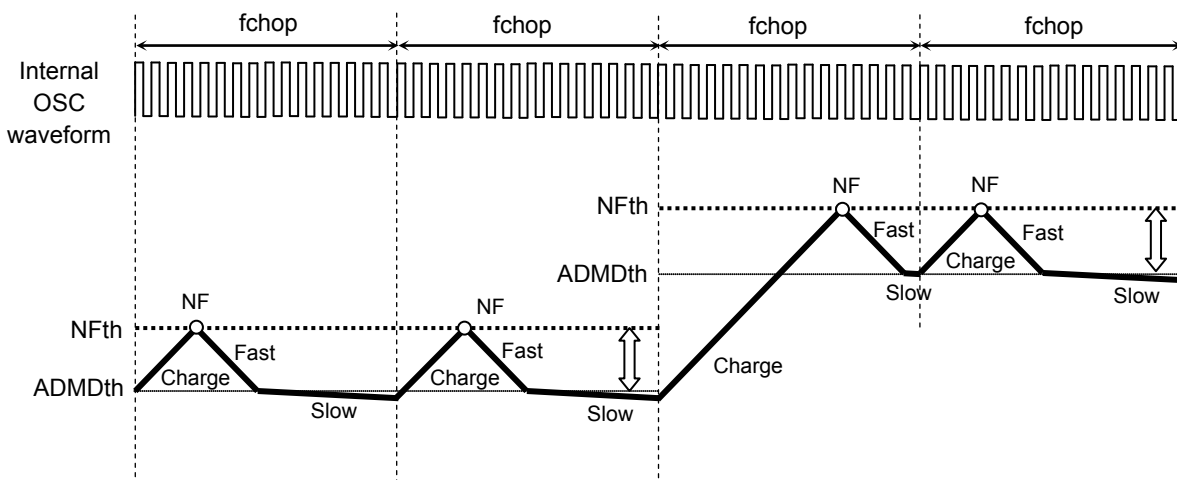 fchop
fchop
fchop
fchop
Internal
OSC
waveform
NF
NF
NFth
Fast
Fast
Charge
ADMDth
Slow
Slow
NF
NF
NFth
Fast
Fast
Charge
Charge
Charge
ADMDth
Slow
Slow